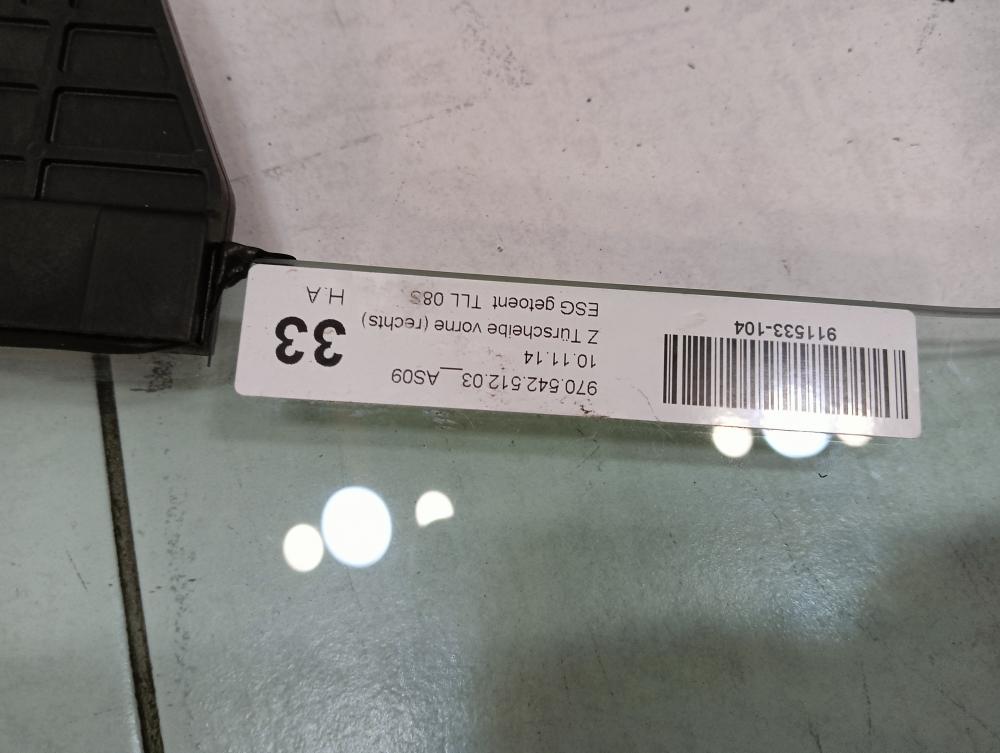 911533-104
970.542.512.03__AS09
10.11.14
Z Türscheibe vorne (rechts)
ESG getoent TLL 08S
33
H.A